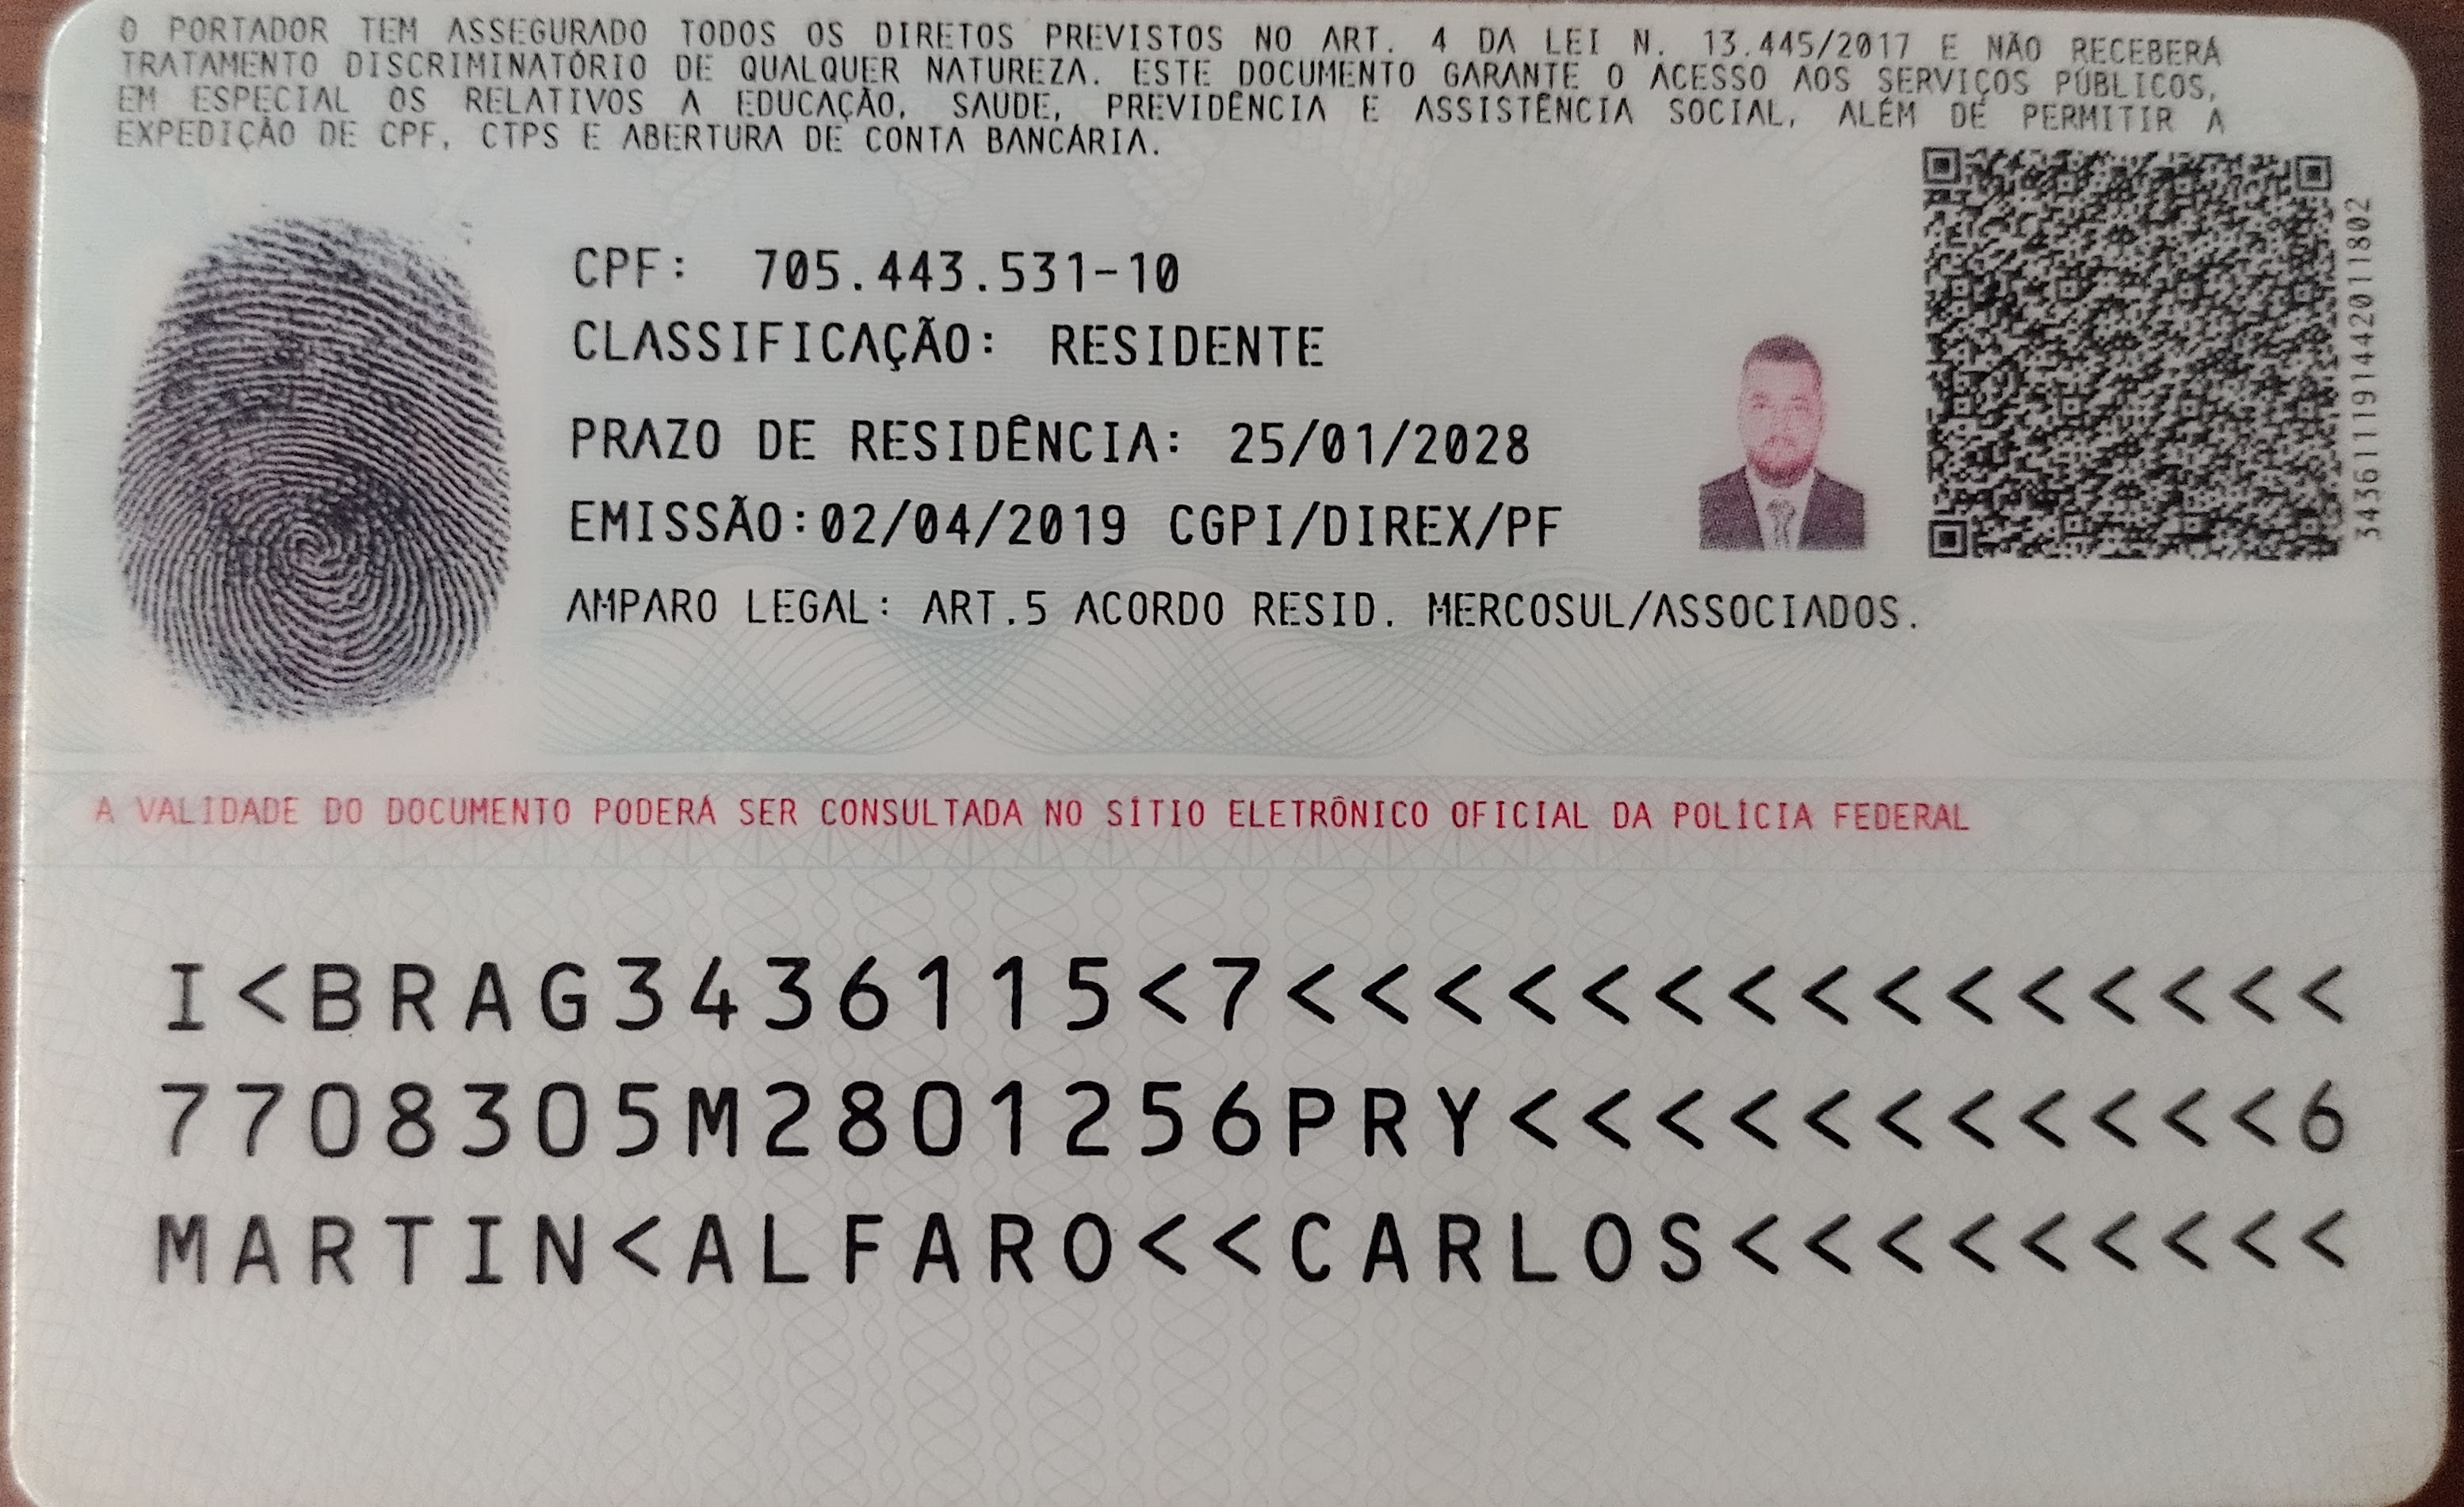 O PORTADOR TEM ASSEGURADO TODOS OS DIRETOS PREVISTOS NO ART. 4 DA LEI N. 13.445/2017 E NÃO RECEBERÁ
TRATAMENTO DISCRIMINATÓRIO DE QUALQUER NATUREZA. ESTE DOCUMENTO GARANTE O ACESSO AOS SERVIÇOS PÚBLICOS,
EM ESPECIAL OS RELATIVOS A EDUCAÇÃO, SAÚDE, PREVIDÊNCIA E ASSISTÊNCIA SOCIAL, ALÉM DE PERMITIR A
EXPEDIÇÃO DE CPF, CTPS E ABERTURA DE CONTA BANCÁRIA.
CPF: 705.443.531-10
CLASSIFICAÇÃO: RESIDENTE
PRAZO DE RESIDÊNCIA: 25/01/2028
EMISSÃO:02/04/2019 CGPI/DIREX/PF
AMPARO LEGAL: ART.5 ACORDO RESID. MERCOSUL/ASSOCIADOS.
34361119144201180​2
A VALIDADE DO DOCUMENTO PODERÁ SER CONSULTADA NO SÍTIO ELETRÔNICO OFICIAL DA POLÍCIA FEDERAL
I<BRAG3436115<7<<<<<<<<<<<<<<<
7708305M2801256PRY<<<<<<<<<<<6
MARTIN<ALFARO<<CARLOS<<<<<<<<<